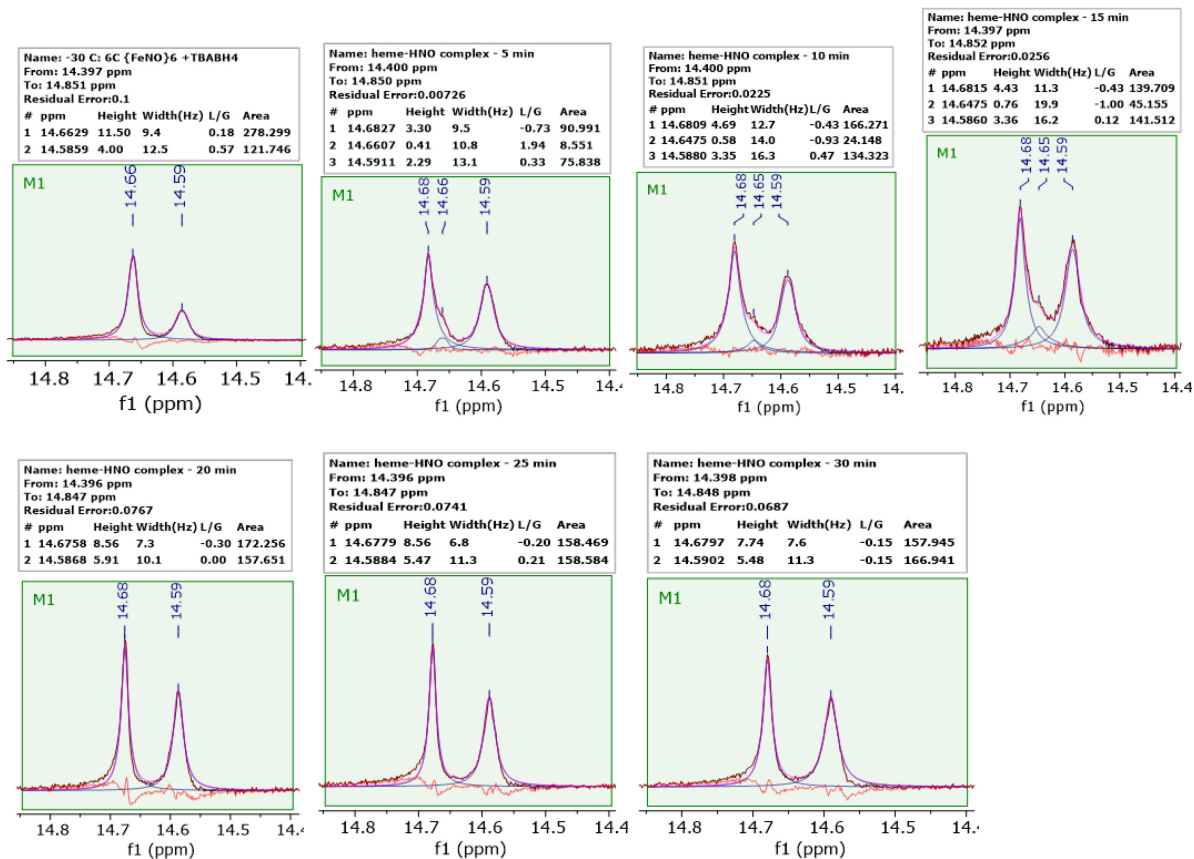 Name: -30 C: 6C {FeNO}6 +TBABH4
From: 14.397 ppm
To: 14.851 ppm
Residual Error:0.1
# ppm Height Width(Hz) L/G Area
1 14.6629 11.50 9.4 0.18 278.299
2 14.5859 4.00 12.5 0.57 121.746
M1
14.66
14.59
14.8 14.7 14.6 14.5 14.
f1 (ppm)
Name: heme-HNO complex - 5 min
From: 14.400 ppm
To: 14.850 ppm
Residual Error:0.00726
# ppm Height Width(Hz) L/G Area
1 14.6827 3.30 9.5 -0.73 90.991
2 14.6607 0.41 10.8 1.94 8.551
3 14.5911 2.29 13.1 0.33 75.838
M1
14.68
14.66
14.59
14.8 14.7 14.6 14.5 14.4
f1 (ppm)
Name: heme-HNO complex - 10 min
From: 14.400 ppm
To: 14.851 ppm
Residual Error:0.0225
# ppm Height Width(Hz) L/G Area
1 14.6809 4.69 12.7 -0.43 166.271
2 14.6475 0.58 14.0 -0.93 24.148
3 14.5880 3.35 16.3 0.47 134.323
M1
14.68
14.65
14.59
14.8 14.7 14.6 14.5 14.4
f1 (ppm)
Name: heme-HNO complex - 15 min
From: 14.397 ppm
To: 14.852 ppm
Residual Error:0.0256
# ppm Height Width(Hz) L/G Area
1 14.6815 4.43 11.3 -0.43 139.709
2 14.6475 0.76 19.9 -1.00 45.155
3 14.5860 3.36 16.2 0.12 141.512
M1
14.68
14.65
14.59
14.8 14.7 14.6 14.5 14.4
f1 (ppm)
Name: heme-HNO complex - 20 min
From: 14.396 ppm
To: 14.847 ppm
Residual Error:0.0767
# ppm Height Width(Hz) L/G Area
1 14.6758 8.56 7.3 -0.30 172.256
2 14.5868 5.91 10.1 0.00 157.651
M1
14.68
14.59
14.8 14.7 14.6 14.5 14.4
f1 (ppm)
Name: heme-HNO complex - 25 min
From: 14.396 ppm
To: 14.847 ppm
Residual Error:0.0741
# ppm Height Width(Hz) L/G Area
1 14.6779 8.56 6.8 -0.20 158.469
2 14.5884 5.47 11.3 0.21 158.584
M1
14.68
14.59
14.8 14.7 14.6 14.5 14.4
f1 (ppm)
Name: heme-HNO complex - 30 min
From: 14.398 ppm
To: 14.848 ppm
Residual Error:0.0687
# ppm Height Width(Hz) L/G Area
1 14.6797 7.74 7.6 -0.15 157.945
2 14.5902 5.48 11.3 -0.15 166.941
M1
14.68
14.59
14.8 14.7 14.6 14.5 14.4
f1 (ppm)